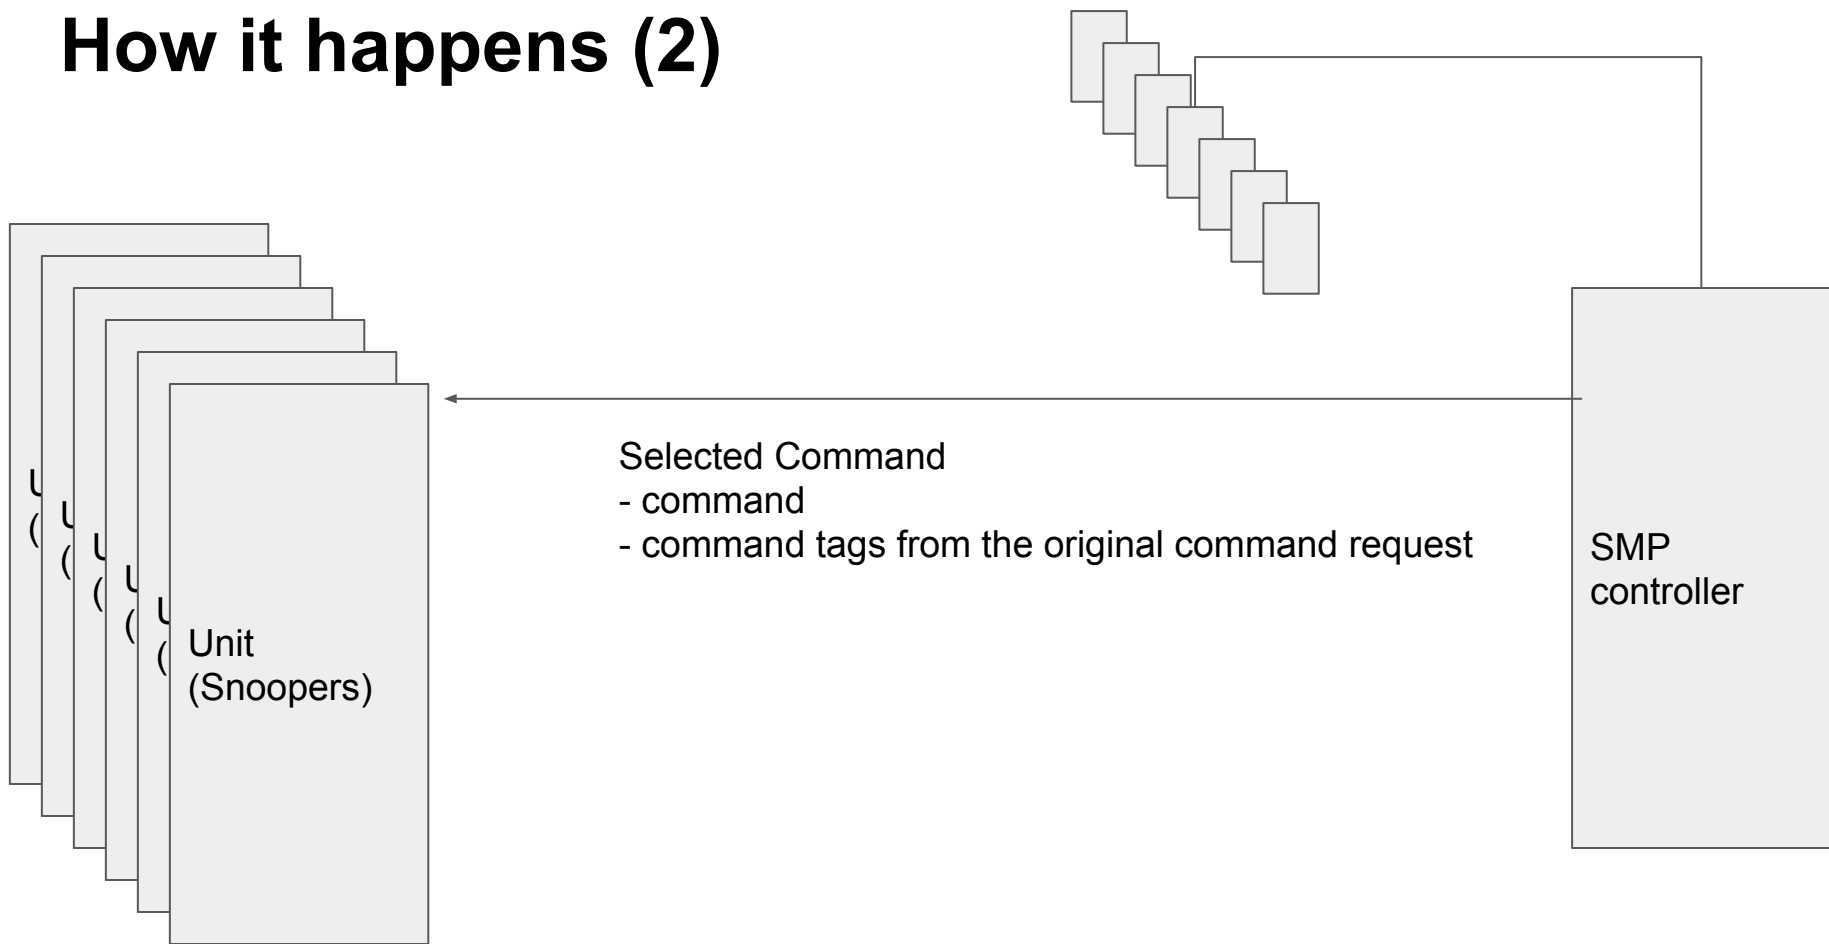 How it happens (2)
Selected Command
- command
- command tags from the original command request
SMP
controller
Unit
(Snoopers)